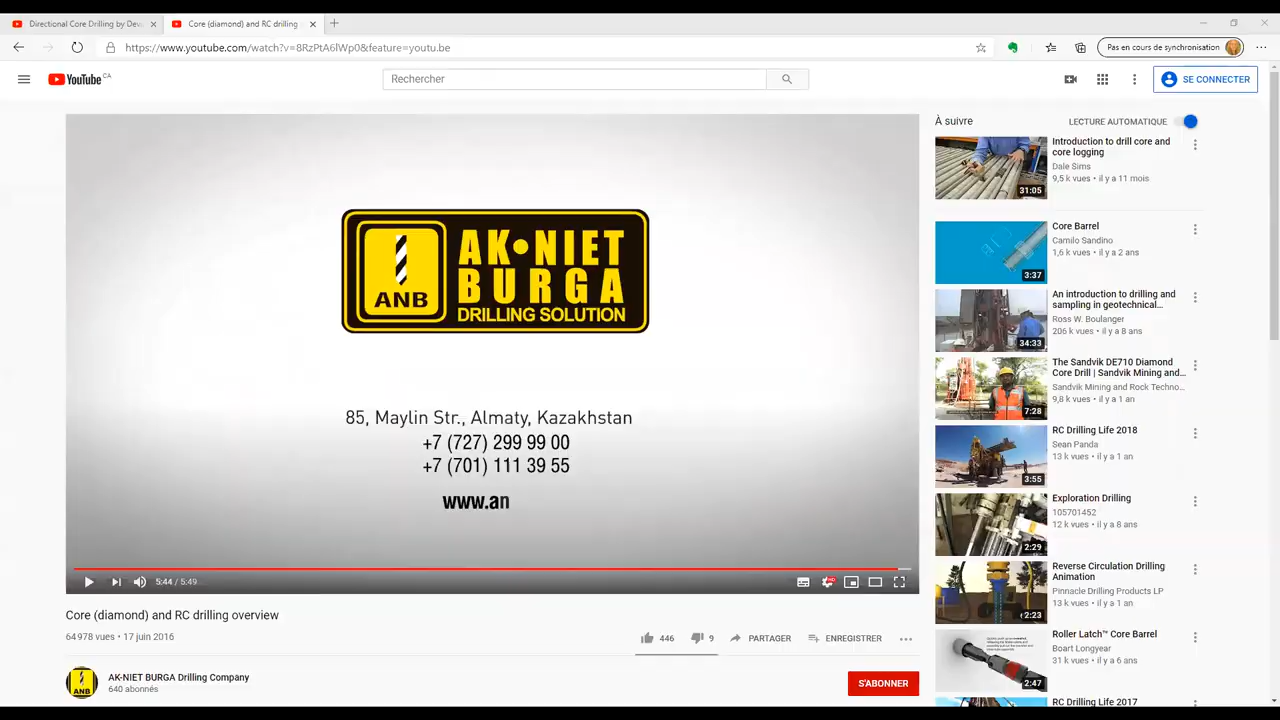 Directional Core Drilling by Dev
Core (diamond) and RC drilling
https://www.youtube.com/watch?v=8RzPtA6lWp0&feature=youtu.be
Pas en cours de synchronisation
YouTube CA
Rechercher
SE CONNECTER
AK•NIET
BURGA
DRILLING SOLUTION
ANB
85, Maylin Str., Almaty, Kazakhstan
+7 (727) 299 99 00
+7 (701) 111 39 55
www.an
5:44 / 5:49
HD
Core (diamond) and RC drilling overview
64 978 vues • 17 juin 2016
446
9
PARTAGER
ENREGISTRER
ANB
AK-NIET BURGA Drilling Company
640 abonnés
S'ABONNER
À suivre
LECTURE AUTOMATIQUE
31:05
Introduction to drill core and
core logging
Dale Sims
9,5 k vues • il y a 11 mois
3:37
Core Barrel
Camilo Sandino
1,6 k vues • il y a 2 ans
34:33
An introduction to drilling and
sampling in geotechnical...
Ross W. Boulanger
206 k vues • il y a 8 ans
7:28
The Sandvik DE710 Diamond
Core Drill | Sandvik Mining and...
Sandvik Mining and Rock Techno...
9,8 k vues • il y a 1 an
3:55
RC Drilling Life 2018
Sean Panda
13 k vues • il y a 1 an
2:29
Exploration Drilling
105701452
12 k vues • il y a 8 ans
2:23
Reverse Circulation Drilling
Animation
Pinnacle Drilling Products LP
13 k vues • il y a 1 an
2:47
Roller Latch™ Core Barrel
Boart Longyear
31 k vues • il y a 6 ans
RC Drilling Life 2017